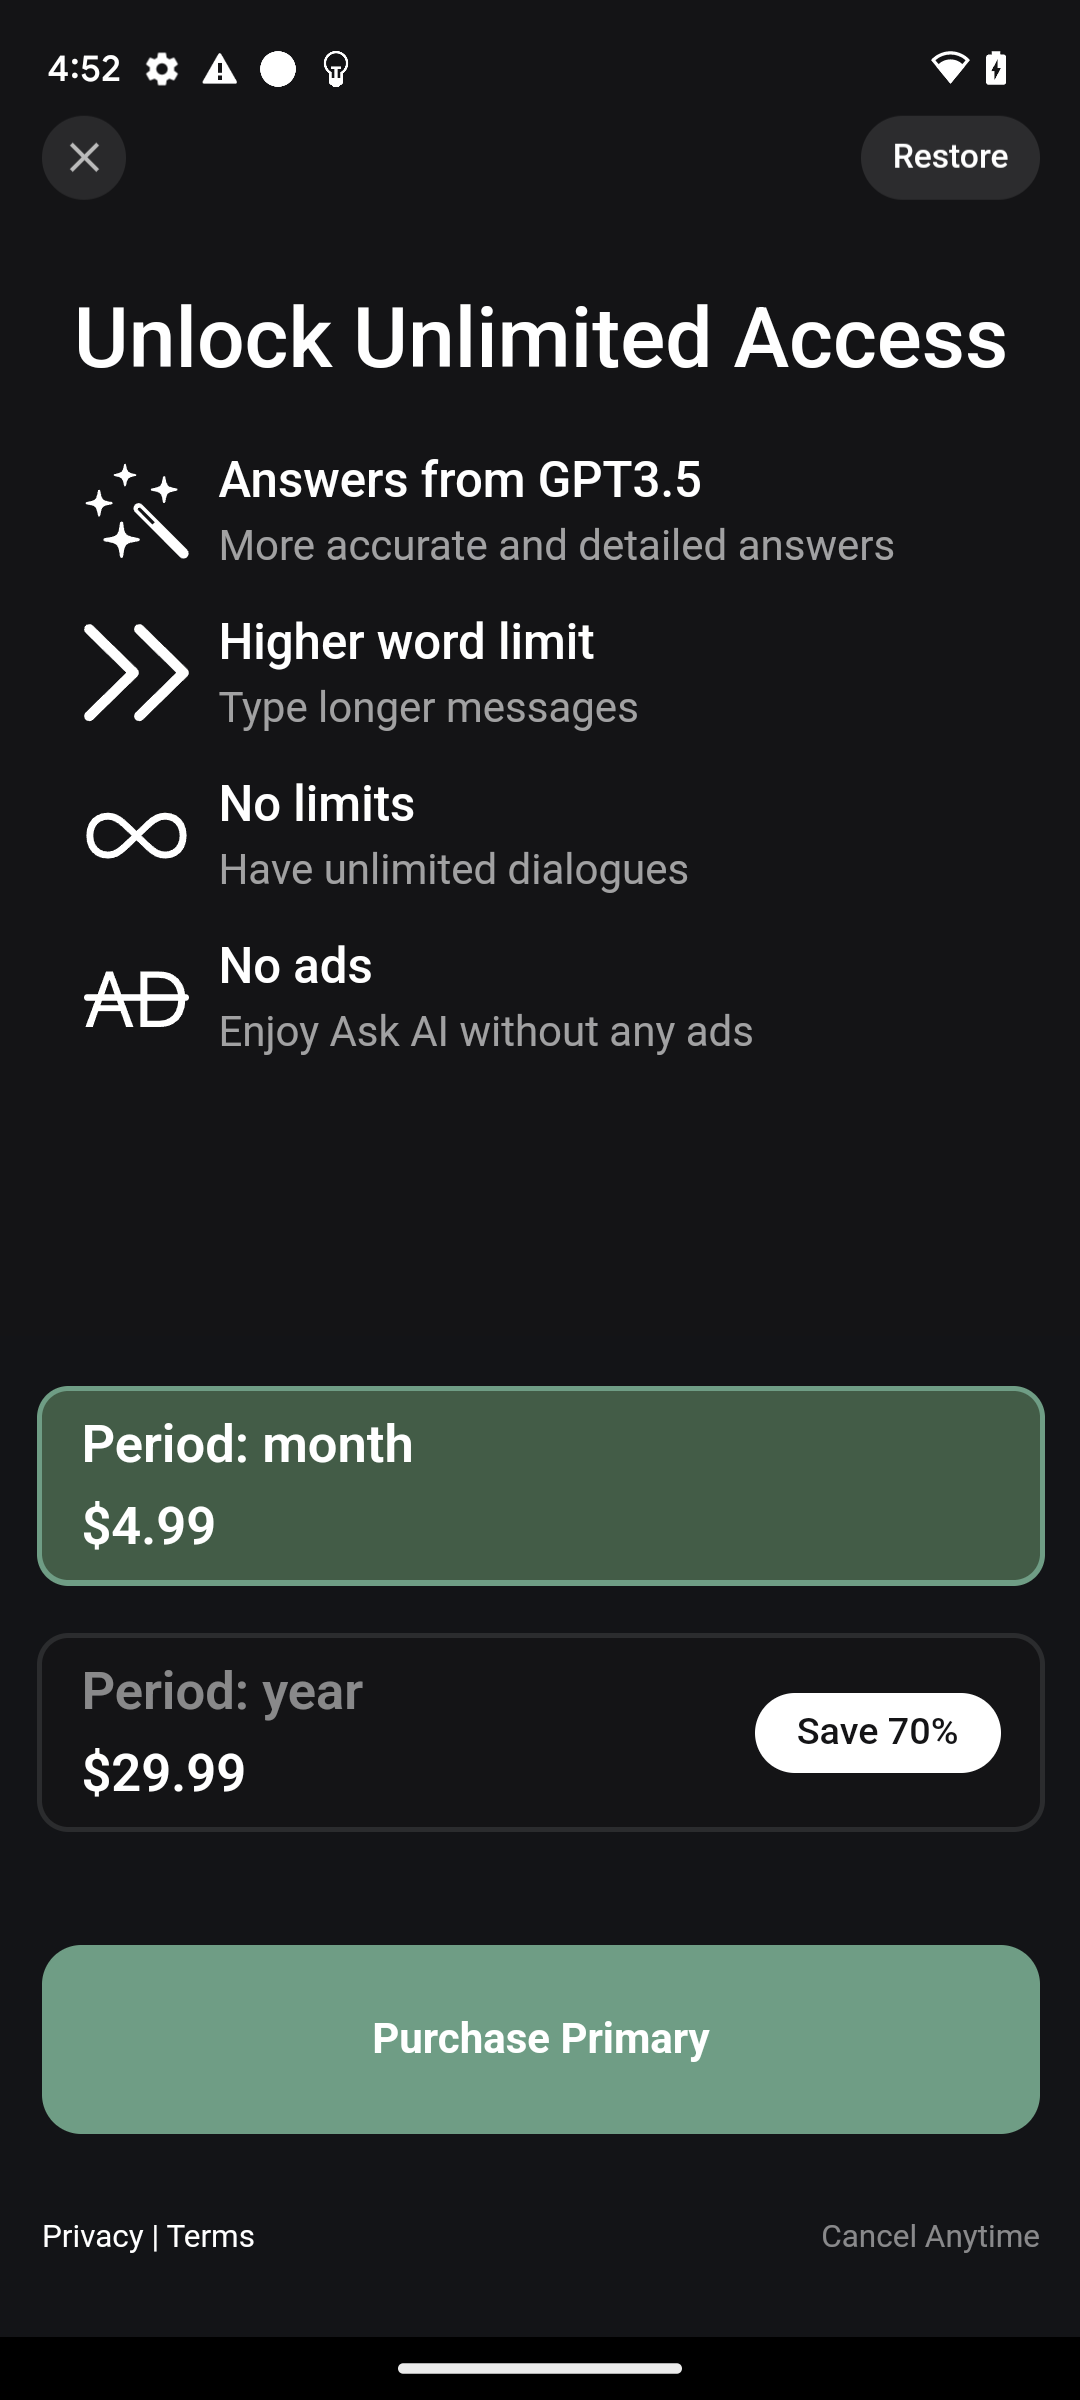 4:52
Restore
Unlock Unlimited Access
Answers from GPT3.5
More accurate and detailed answers
Higher word limit
Type longer messages
No limits
Have unlimited dialogues
AD
No ads
Enjoy Ask AI without any ads
Period: month
$4.99
Period: year
$29.99
Save 70%
Purchase Primary
Privacy | Terms
Cancel Anytime